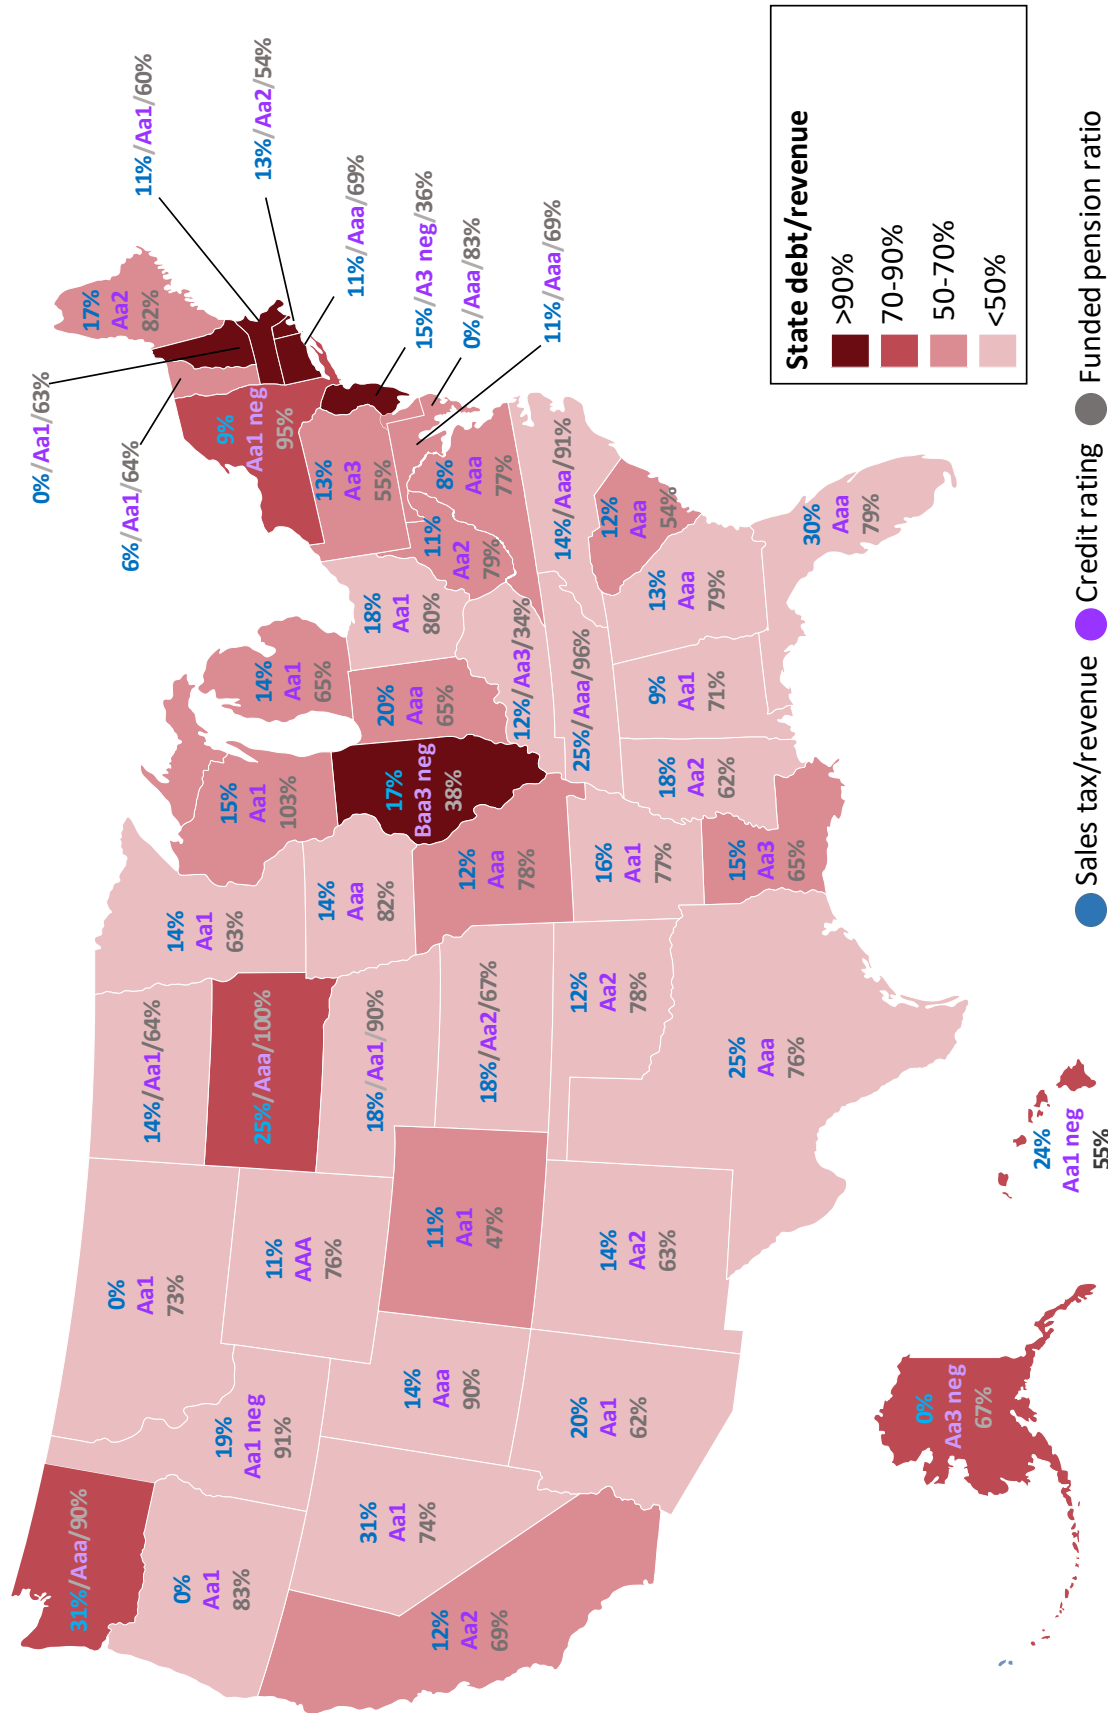 31%/Aaa/90%
0%
Aa1
83%
12%
Aa2
69%
31%
Aa1
74%
19%
Aa1 neg
91%
0%
Aa1
73%
11%
AAA
76%
14%
Aaa
90%
20%
Aa1
62%
11%
Aa1
47%
14%
Aa2
63%
14%/Aa1/64%
25%/Aaa/100%
18%/Aa1/90%
18%/Aa2/67%
12%
Aa2
78%
25%
Aaa
76%
14%
Aa1
63%
14%
Aaa
82%
12%
Aaa
78%
16%
Aa1
77%
15%
Aa3
65%
15%
Aa1
103%
17%
Baa3 neg
38%
14%
Aa1
65%
20%
Aaa
65%
18%
Aa1
80%
12%/Aa3/34%
25%/Aaa/96%
18%
Aa2
62%
9%
Aa1
71%
13%
Aaa
79%
30%
Aaa
79%
12%
Aaa
54%
14%/Aaa/91%
8%
Aaa
77%
11%
Aa2
79%
13%
Aa3
55%
9%
Aa1 neg
95%
17%
Aa2
82%
0%/Aa1/63%
6%/Aa1/64%
11%/Aa1/60%
13%/Aa2/54%
11%/Aaa/69%
15%/A3 neg/36%
0%/Aaa/83%
11%/Aaa/69%
0%
Aa3 neg
67%
24%
Aa1 neg
55%
State debt/revenue
>90%
70-90%
50-70%
<50%
Sales tax/revenue
Credit rating
Funded pension ratio